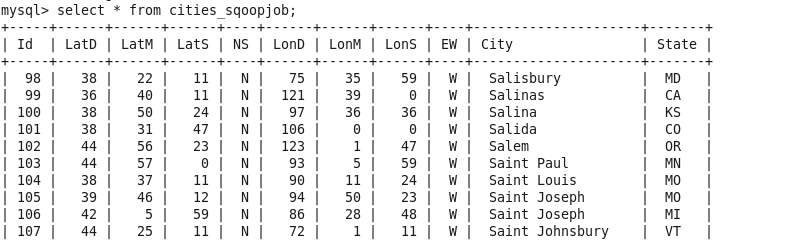 mysql> select * from cities_sqoopjob;
+-----+------+------+------+----+------+------+------+----+---------------------+-------+
| Id | LatD | LatM | LatS | NS | LonD | LonM | LonS | EW | City | State |
+-----+------+------+------+----+------+------+------+----+---------------------+-------+
| 98 | 38 | 22 | 11 | N | 75 | 35 | 59 | W | Salisbury | MD |
| 99 | 36 | 40 | 11 | N | 121 | 39 | 0 | W | Salinas | CA |
| 100 | 38 | 50 | 24 | N | 97 | 36 | 36 | W | Salina | KS |
| 101 | 38 | 31 | 47 | N | 106 | 0 | 0 | W | Salida | CO |
| 102 | 44 | 56 | 23 | N | 123 | 1 | 47 | W | Salem | OR |
| 103 | 44 | 57 | 0 | N | 93 | 5 | 59 | W | Saint Paul | MN |
| 104 | 38 | 37 | 11 | N | 90 | 11 | 24 | W | Saint Louis | MO |
| 105 | 39 | 46 | 12 | N | 94 | 50 | 23 | W | Saint Joseph | MO |
| 106 | 42 | 5 | 59 | N | 86 | 28 | 48 | W | Saint Joseph | MI |
| 107 | 44 | 25 | 11 | N | 72 | 1 | 11 | W | Saint Johnsbury | VT |